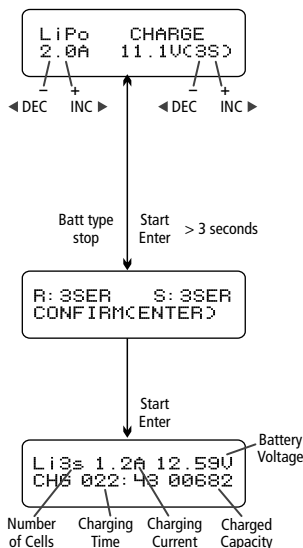 LiPo CHARGE
2.0A 11.1V(3S)
− + − +
◀ DEC INC ▶ ◀ DEC INC ▶
Batt type stop
Start Enter > 3 seconds
R:3SER S:3SER
CONFIRM(ENTER)
Start
Enter
Battery Voltage
Li3s 1.2A 12.59V
CHG 022:43 00682
Number of Cells
Charging Time
Charging Current
Charged Capacity